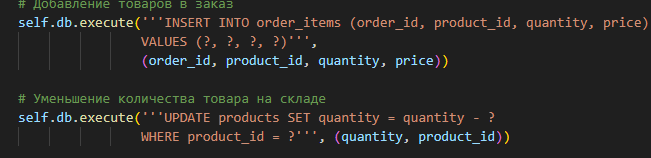 # Добавление товаров в заказ
self.db.execute('''INSERT INTO order_items (order_id, product_id, quantity, price)
VALUES (?, ?, ?, ?)''',
(order_id, product_id, quantity, price))
# Уменьшение количества товара на складе
self.db.execute('''UPDATE products SET quantity = quantity - ?
WHERE product_id = ?''', (quantity, product_id))